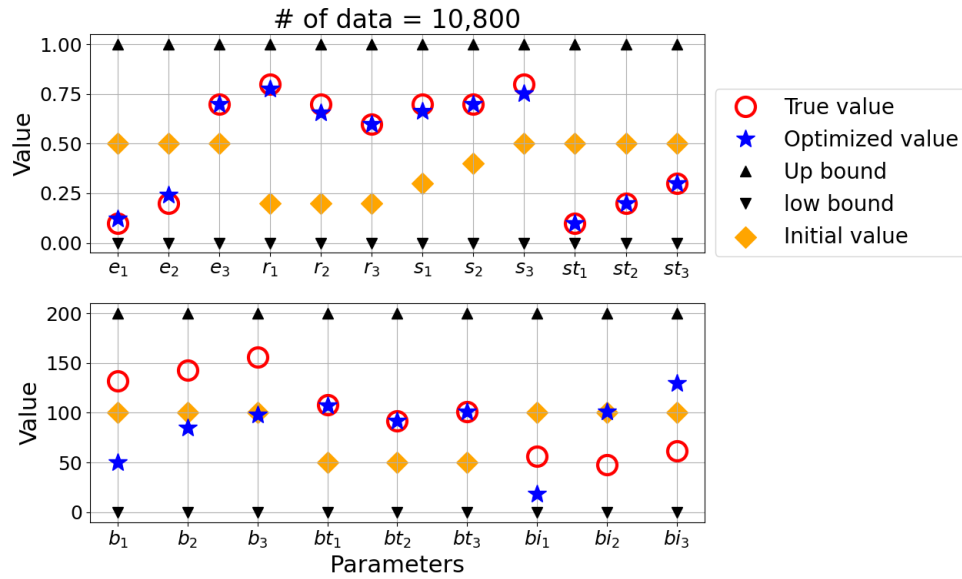 # of data = 10,800
Value
1.00
0.75
0.50
0.25
0.00
e₁ e₂ e₃ r₁ r₂ r₃ s₁ s₂ s₃ st₁ st₂ st₃
True value
Optimized value
Up bound
low bound
Initial value
Value
200
150
100
50
0
b₁ b₂ b₃ bt₁ bt₂ bt₃ bi₁ bi₂ bi₃
Parameters